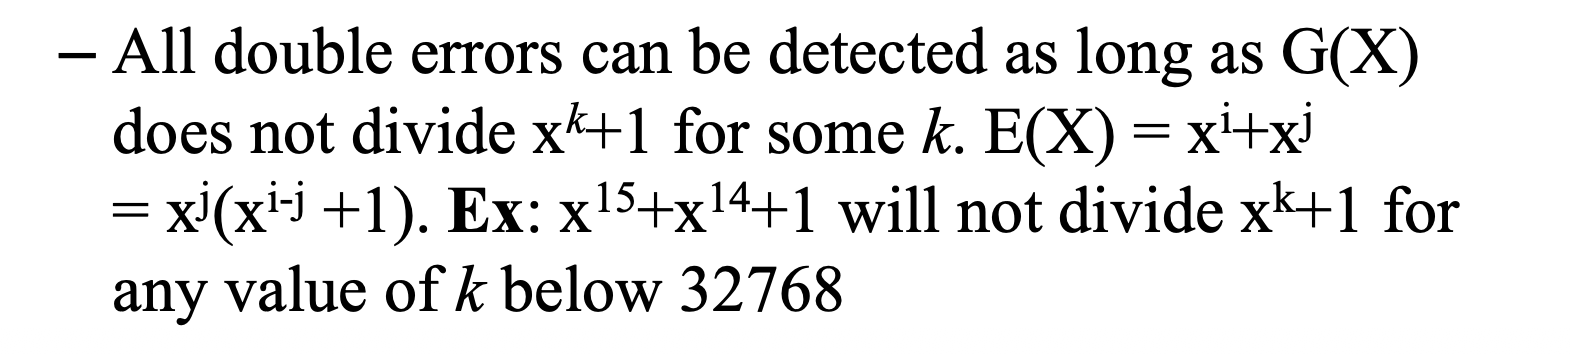 – All double errors can be detected as long as G(X)
does not divide xᵏ+1 for some k. E(X) = xⁱ+xʲ
= xʲ(xⁱ⁻ʲ +1). Ex: x¹⁵+x¹⁴+1 will not divide xᵏ+1 for
any value of k below 32768